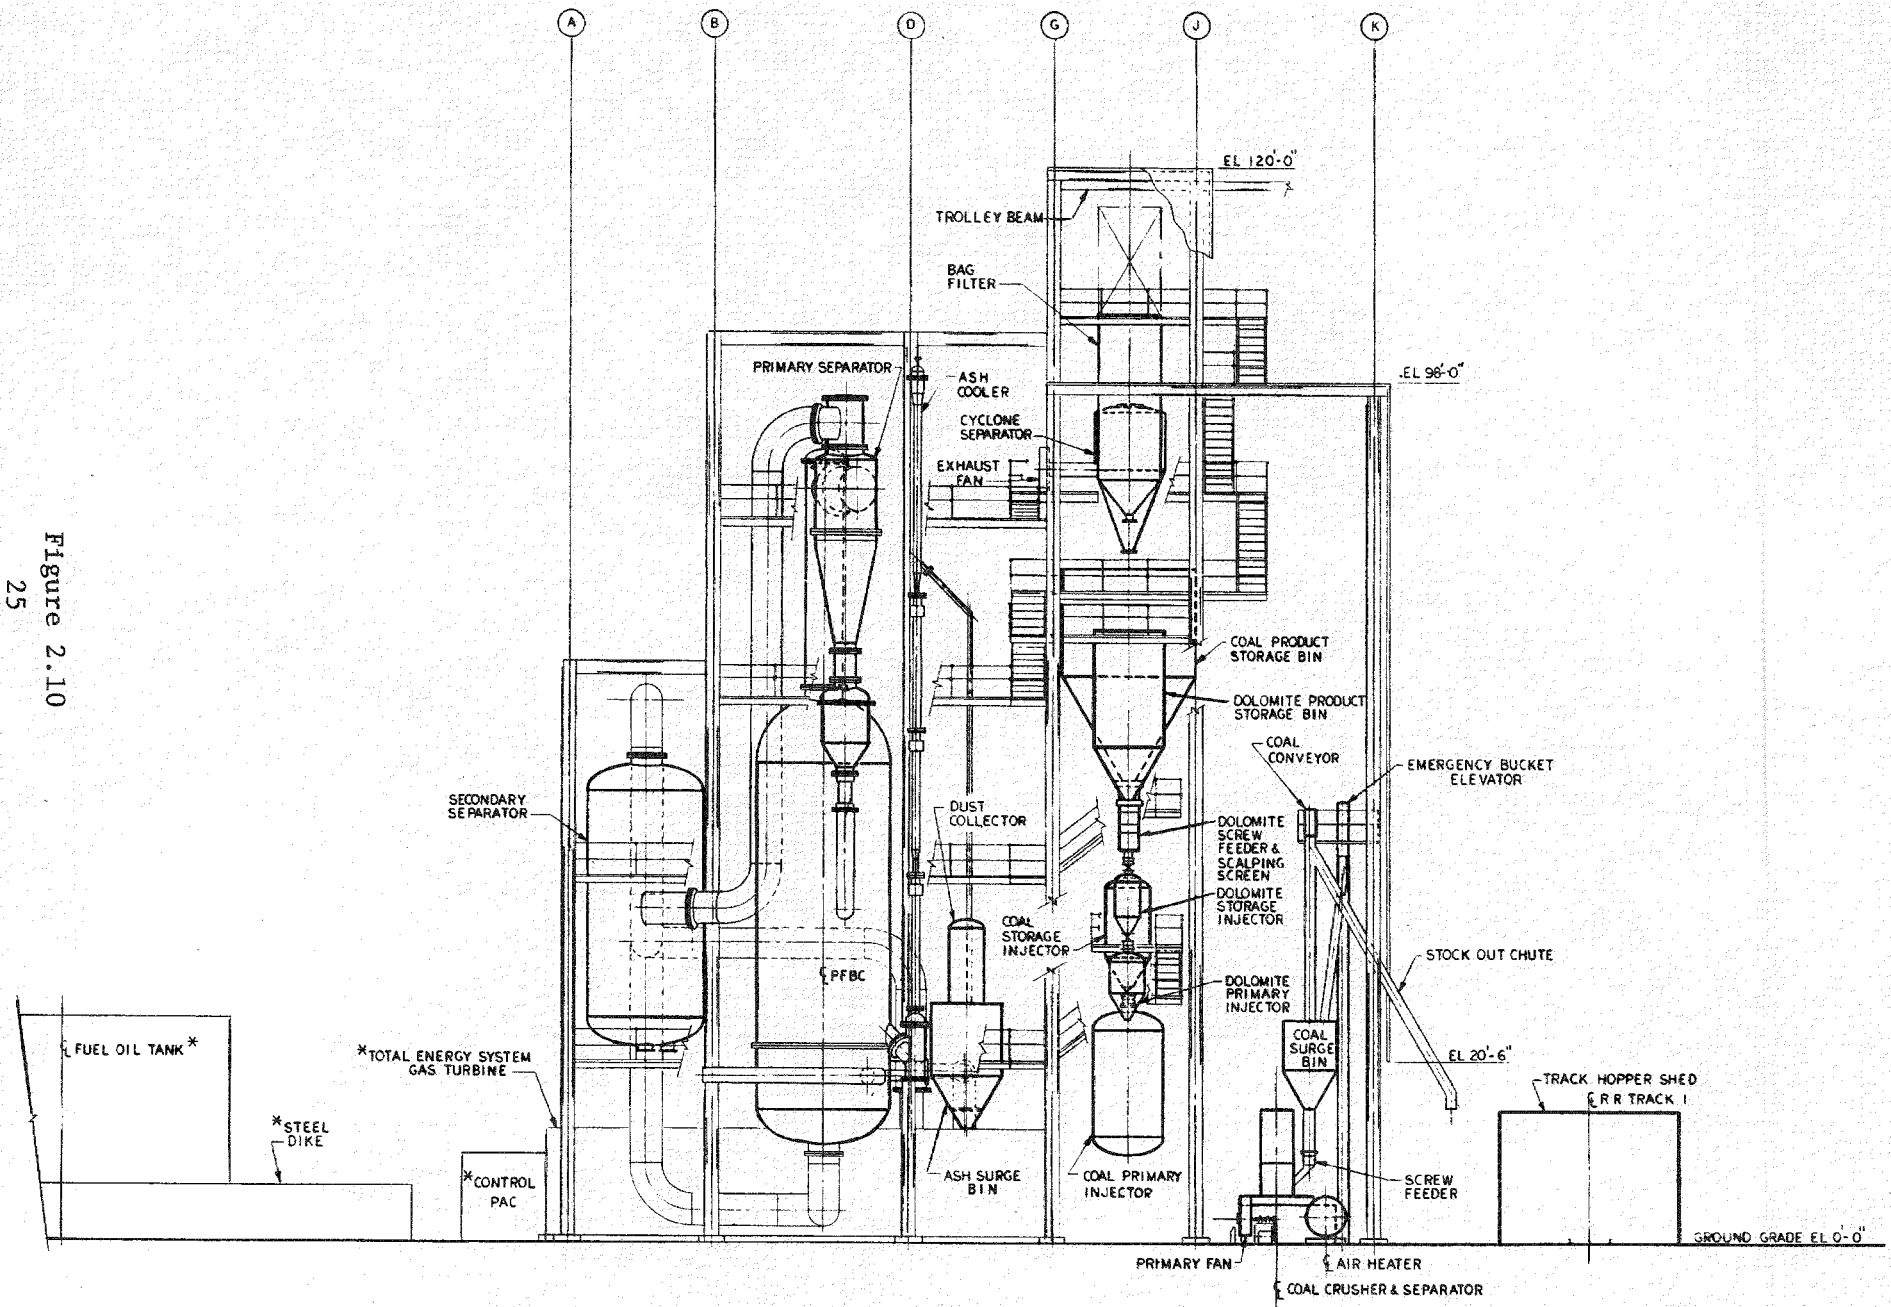 A
B
D
G
J
K
EL 120'-0"
TROLLEY BEAM
BAG
FILTER
PRIMARY SEPARATOR
ASH
COOLER
EL 98'-0"
CYCLONE
SEPARATOR
EXHAUST
FAN
COAL PRODUCT
STORAGE BIN
DOLOMITE PRODUCT
STORAGE BIN
COAL
CONVEYOR
EMERGENCY BUCKET
ELEVATOR
SECONDARY
SEPARATOR
DUST
COLLECTOR
DOLOMITE
SCREW
FEEDER &
SCALPING
SCREEN
DOLOMITE
STORAGE
INJECTOR
COAL
STORAGE
INJECTOR
STOCK OUT CHUTE
℄ PFBC
DOLOMITE
PRIMARY
INJECTOR
℄ FUEL OIL TANK *
*TOTAL ENERGY SYSTEM
GAS TURBINE
COAL
SURGE
BIN
EL 20'-6"
TRACK HOPPER SHED
℄ R R TRACK 1
*STEEL
DIKE
*CONTROL
PAC
ASH SURGE
BIN
COAL PRIMARY
INJECTOR
SCREW
FEEDER
GROUND GRADE EL 0'-0"
PRIMARY FAN
℄ AIR HEATER
℄ COAL CRUSHER & SEPARATOR
Figure 2.10
25